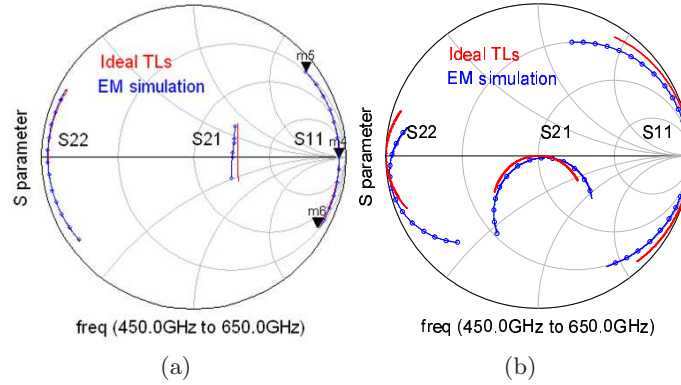 m5
Ideal TLs
EM simulation
S22
S21
S11
m4
m6
S parameter
freq (450.0GHz to 650.0GHz)
(a)
Ideal TLs
EM simulation
S22
S21
S11
S parameter
freq (450.0GHz to 650.0GHz)
(b)